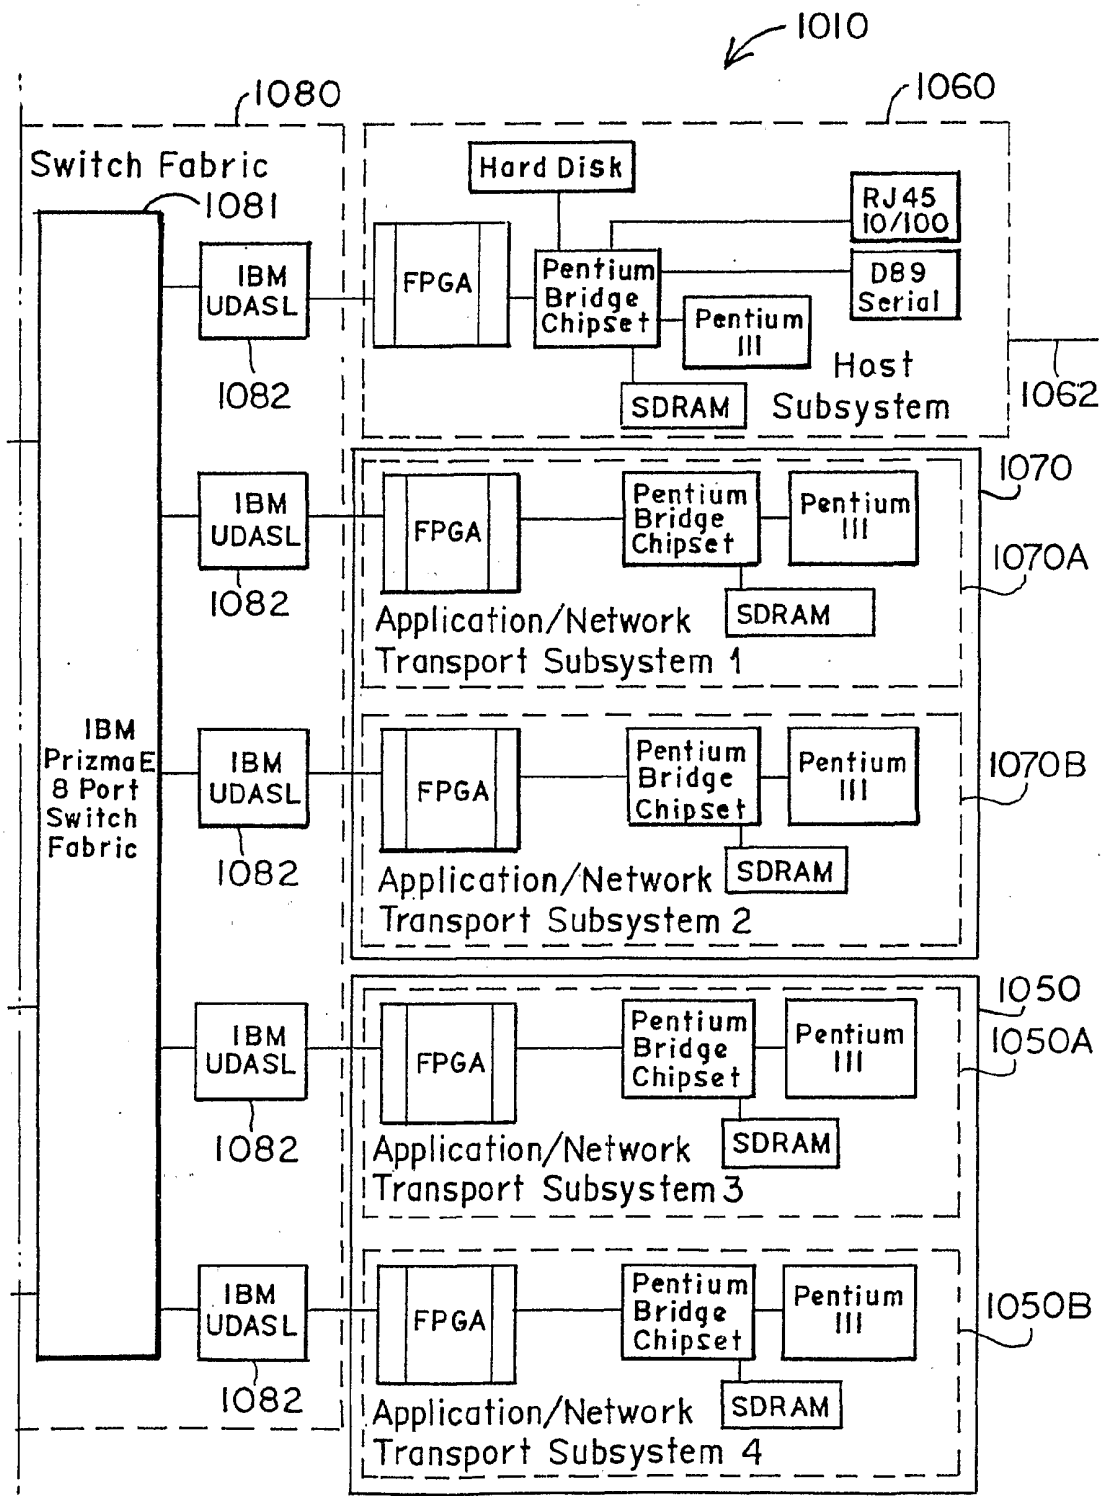 1010
1080
1060
Switch Fabric
1081
Hard Disk
RJ45
10/100
IBM
UDASL
FPGA
Pentium
Bridge
Chipset
DB9
Serial
Pentium
III
1082
SDRAM
Host
Subsystem
1062
1070
IBM
UDASL
FPGA
Pentium
Bridge
Chipset
Pentium
III
1070A
1082
SDRAM
Application/Network
Transport Subsystem 1
IBM
PrizmaE
8 Port
Switch
Fabric
IBM
UDASL
FPGA
Pentium
Bridge
Chipset
Pentium
III
1070B
1082
SDRAM
Application/Network
Transport Subsystem 2
1050
IBM
UDASL
FPGA
Pentium
Bridge
Chipset
Pentium
III
1050A
1082
SDRAM
Application/Network
Transport Subsystem 3
IBM
UDASL
FPGA
Pentium
Bridge
Chipset
Pentium
III
1050B
1082
SDRAM
Application/Network
Transport Subsystem 4